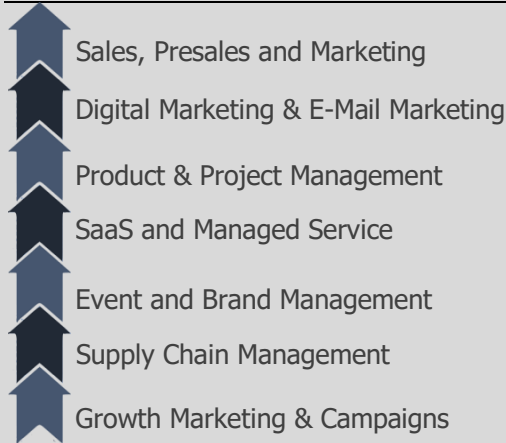 Sales, Presales and Marketing
Digital Marketing & E-Mail Marketing
Product & Project Management
SaaS and Managed Service
Event and Brand Management
Supply Chain Management
Growth Marketing & Campaigns